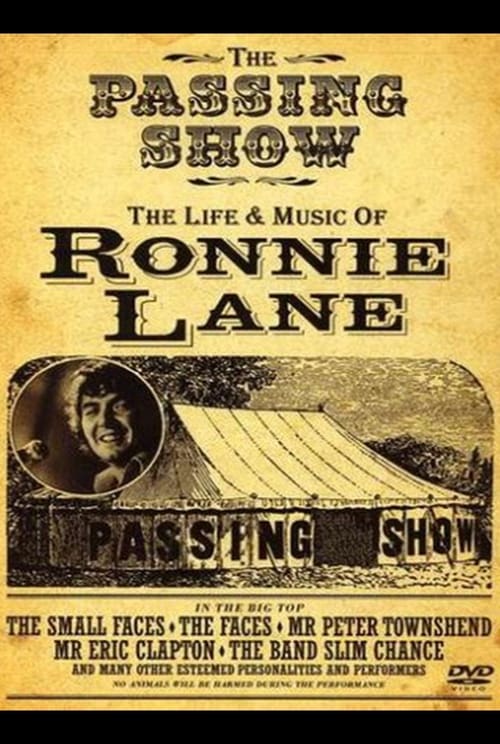 THE
PASSING
SHOW
THE LIFE & MUSIC OF
RONNIE
LANE
PASSING SHOW
IN THE BIG TOP
THE SMALL FACES • THE FACES • MR PETER TOWNSHEND
MR ERIC CLAPTON • THE BAND SLIM CHANCE
AND MANY OTHER ESTEEMED PERSONALITIES AND PERFORMERS
NO ANIMALS WILL BE HARMED DURING THE PERFORMANCE
DVD
VIDEO